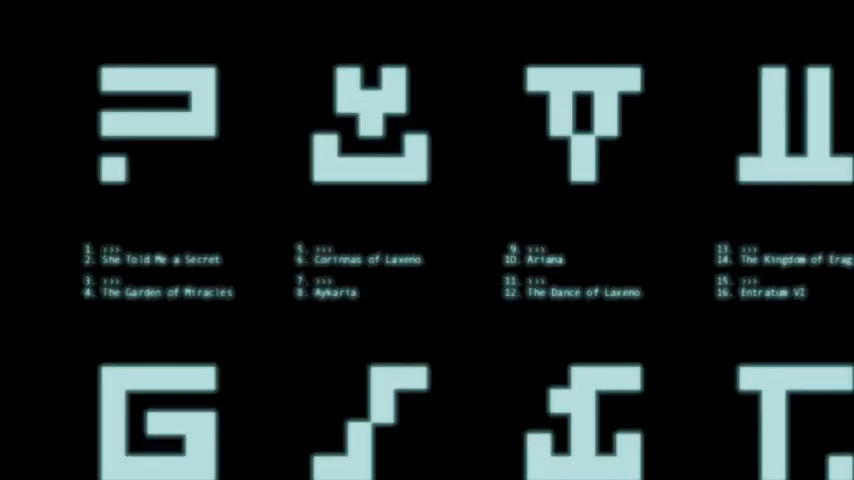 1. >>>
2. She Told Me a Secret
3. >>>
4. The Garden of Miracles
5. >>>
6. Corinnas of Laxeno
7. >>>
8. Aykaria
9. >>>
10. Ariana
11. >>>
12. The Dance of Laxeno
13. >>>
14. The Kingdom of Erag
15. >>>
16. Entratum VI